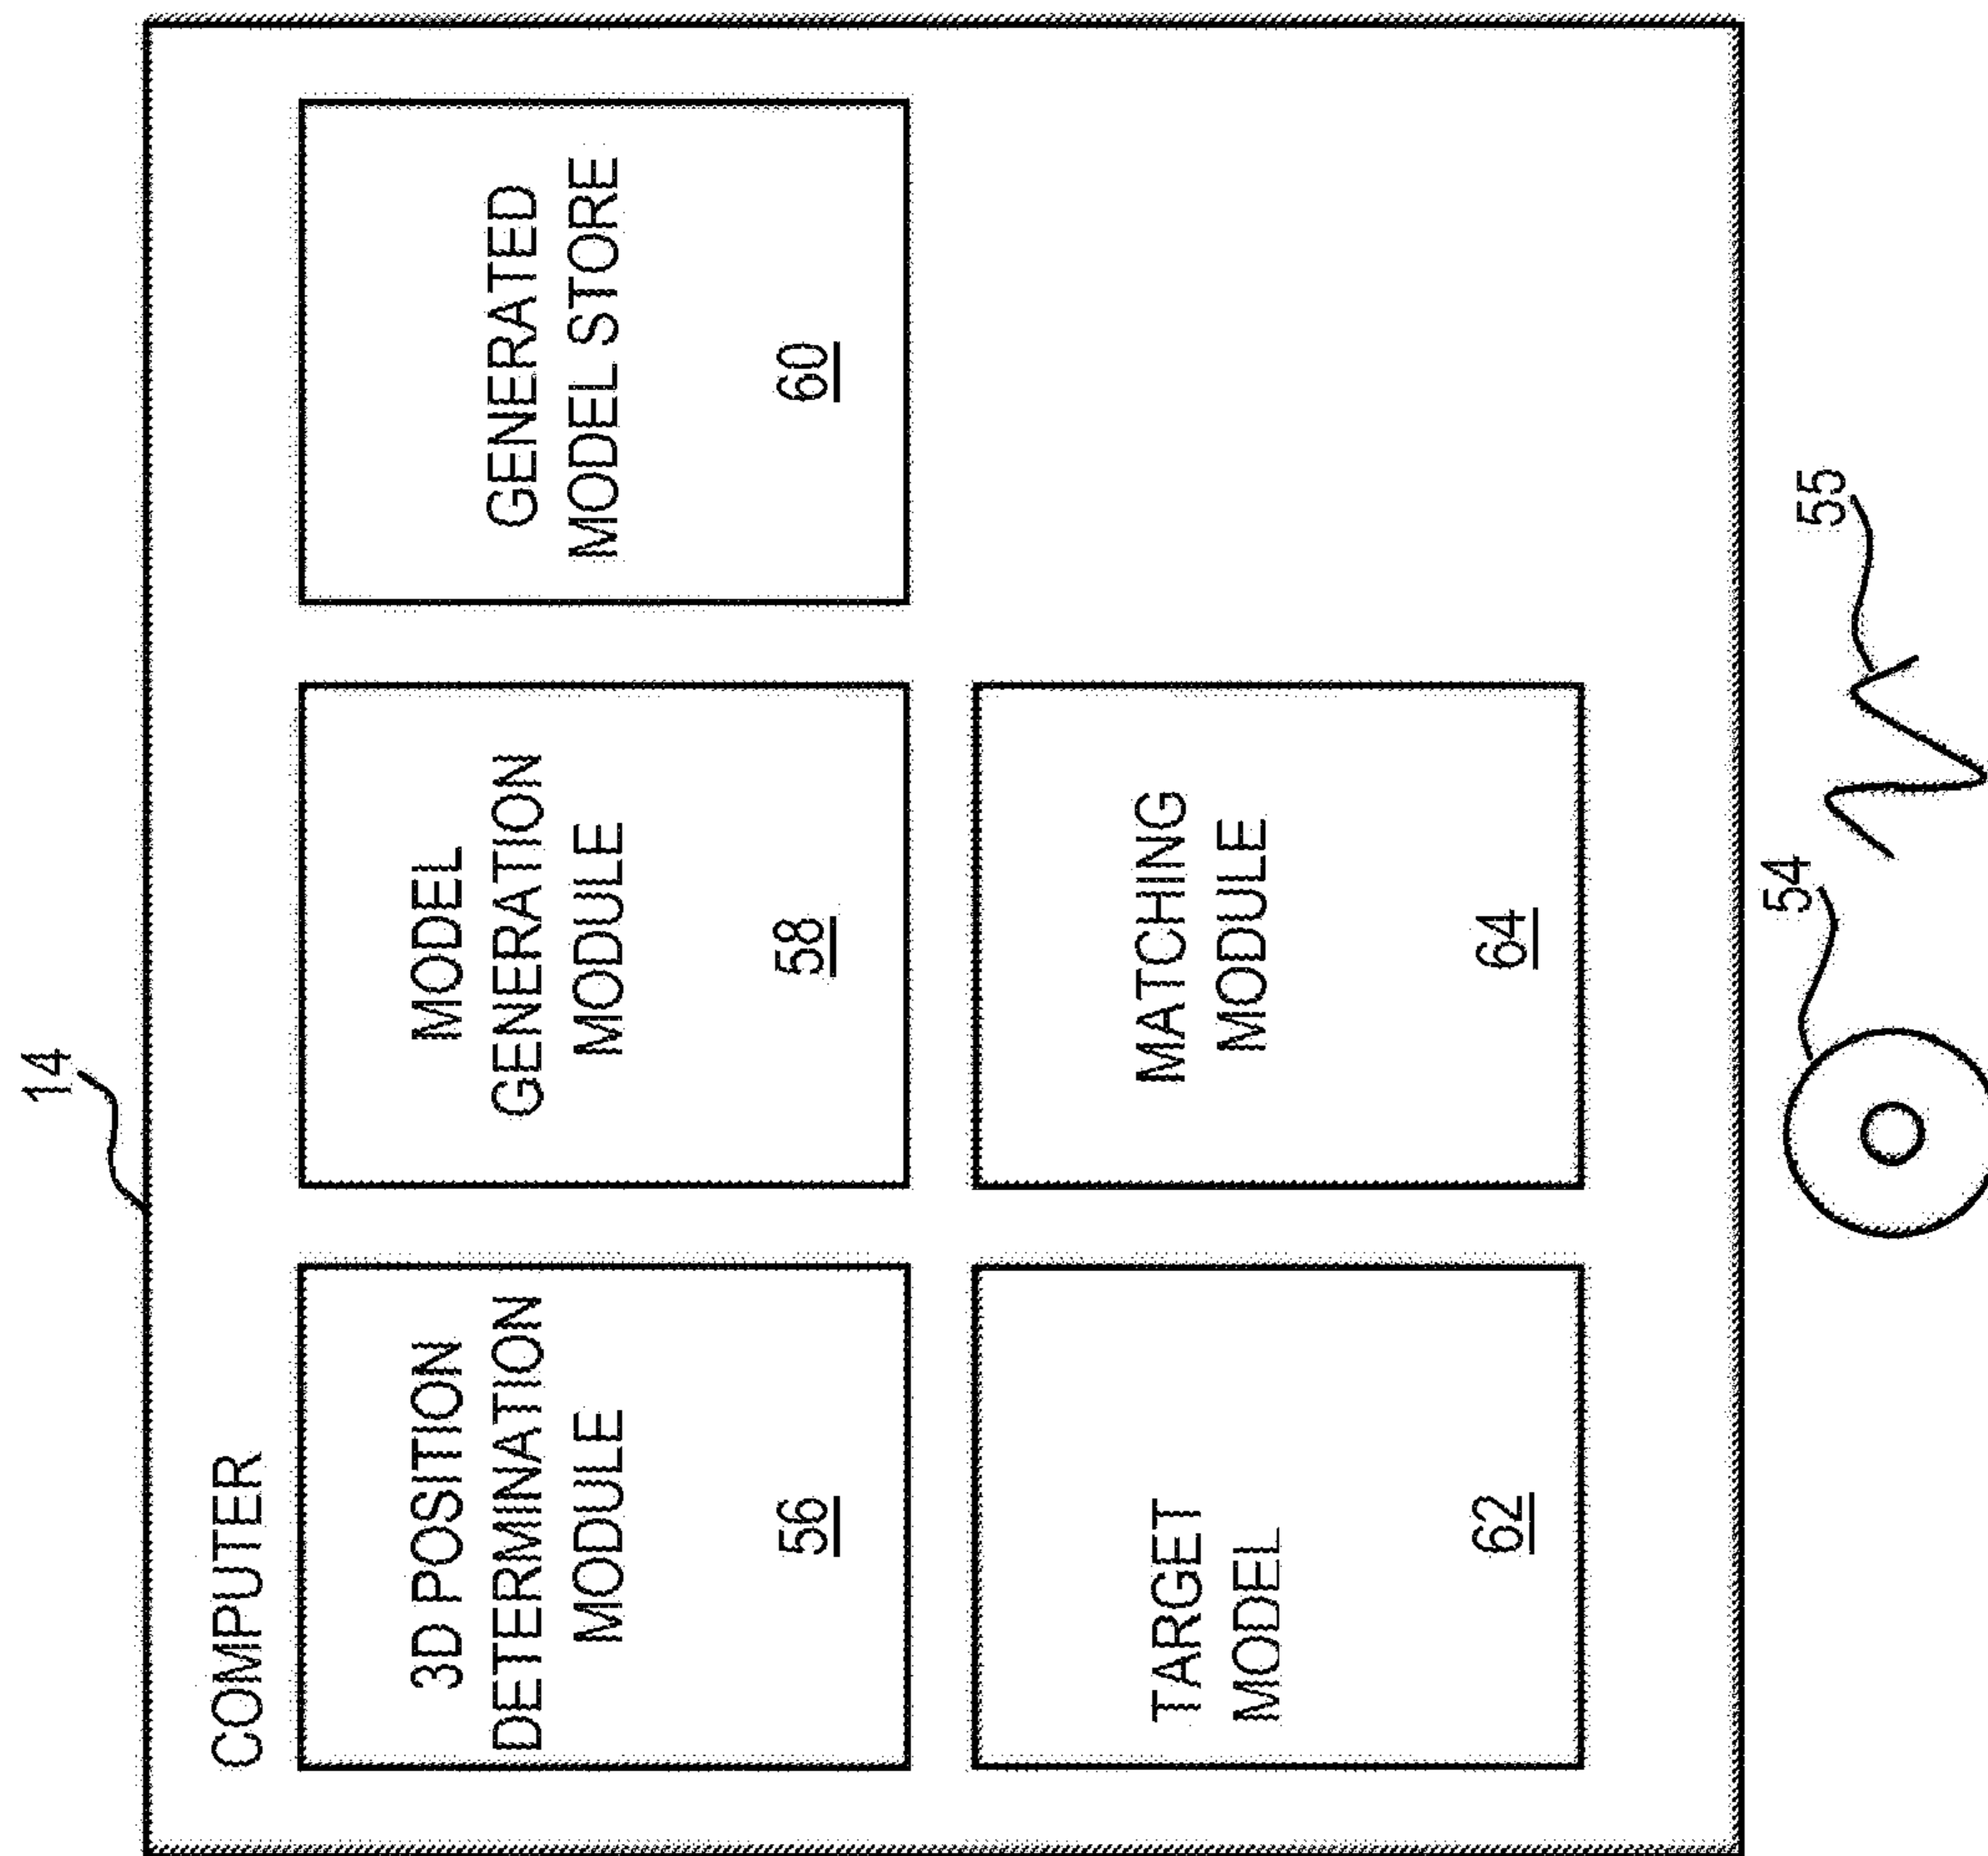 14
COMPUTER
3D POSITION
DETERMINATION
MODULE
56
MODEL
GENERATION
MODULE
58
GENERATED
MODEL STORE
60
TARGET
MODEL
62
MATCHING
MODULE
64
54
55